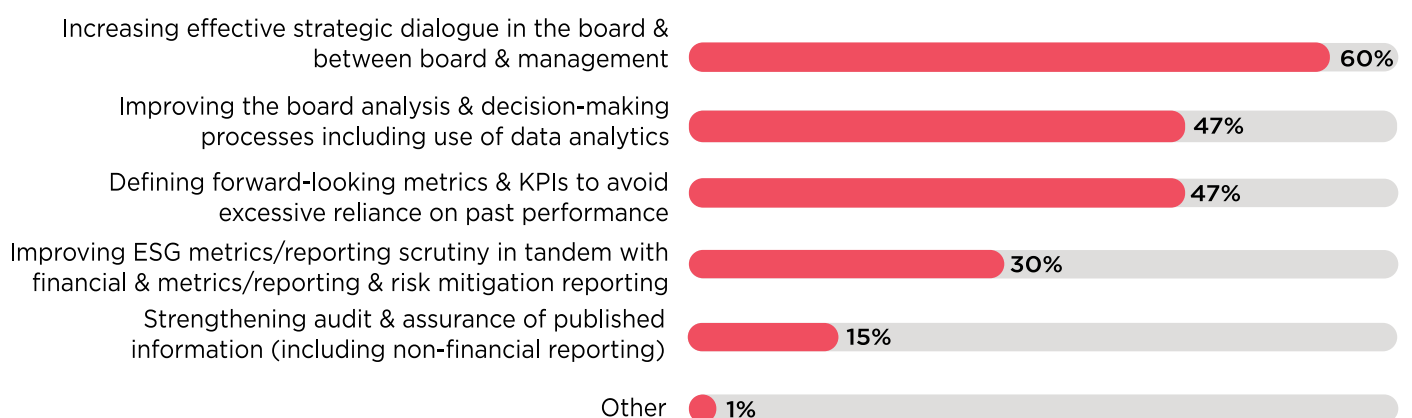 Increasing effective strategic dialogue in the board &
between board & management
60%
Improving the board analysis & decision-making
processes including use of data analytics
47%
Defining forward-looking metrics & KPIs to avoid
excessive reliance on past performance
47%
Improving ESG metrics/reporting scrutiny in tandem with
financial & metrics/reporting & risk mitigation reporting
30%
Strengthening audit & assurance of published
information (including non-financial reporting)
15%
Other
1%